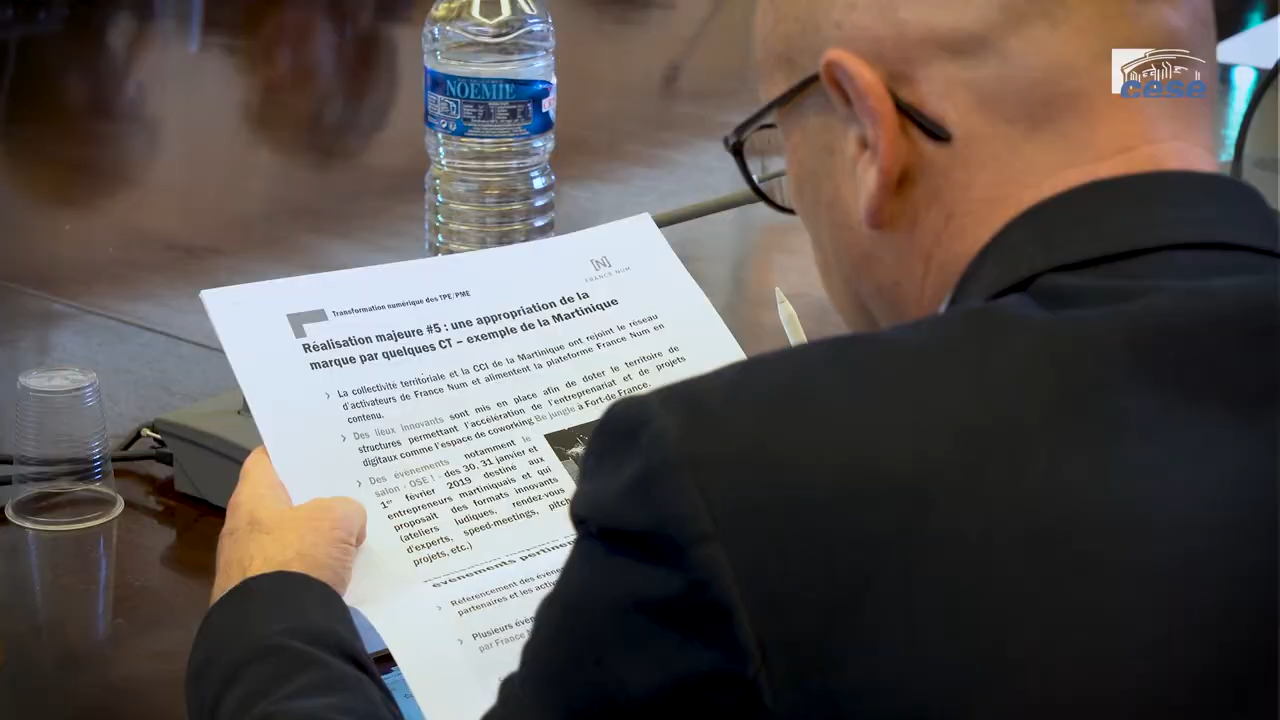 NOEMIE
cese
[N]
FRANCE NUM
Transformation numérique des TPE/PME
Réalisation majeure #5 : une appropriation de la
marque par quelques CT – exemple de la Martinique
› La collectivité territoriale et la CCI de la Martinique ont rejoint le réseau
d'activateurs de France Num et alimentent la plateforme France Num en
contenu.
› Des lieux innovants sont mis en place afin de doter le territoire de
structures permettant l'accélération de l'entreprenariat et de projets
digitaux comme l'espace de coworking Be jungle à Fort-de France.
› Des événements notamment le
salon « OSE ! » des 30, 31 janvier et
1er février 2019 destiné aux
entrepreneurs martiniquais et qui
proposait des formats innovants
(ateliers ludiques, rendez-vous
d'experts, speed-meetings, pitch
projets, etc.)
évènements pertinen
› Référencement des évène
partenaires et les activ
› Plusieurs évèn
par France N